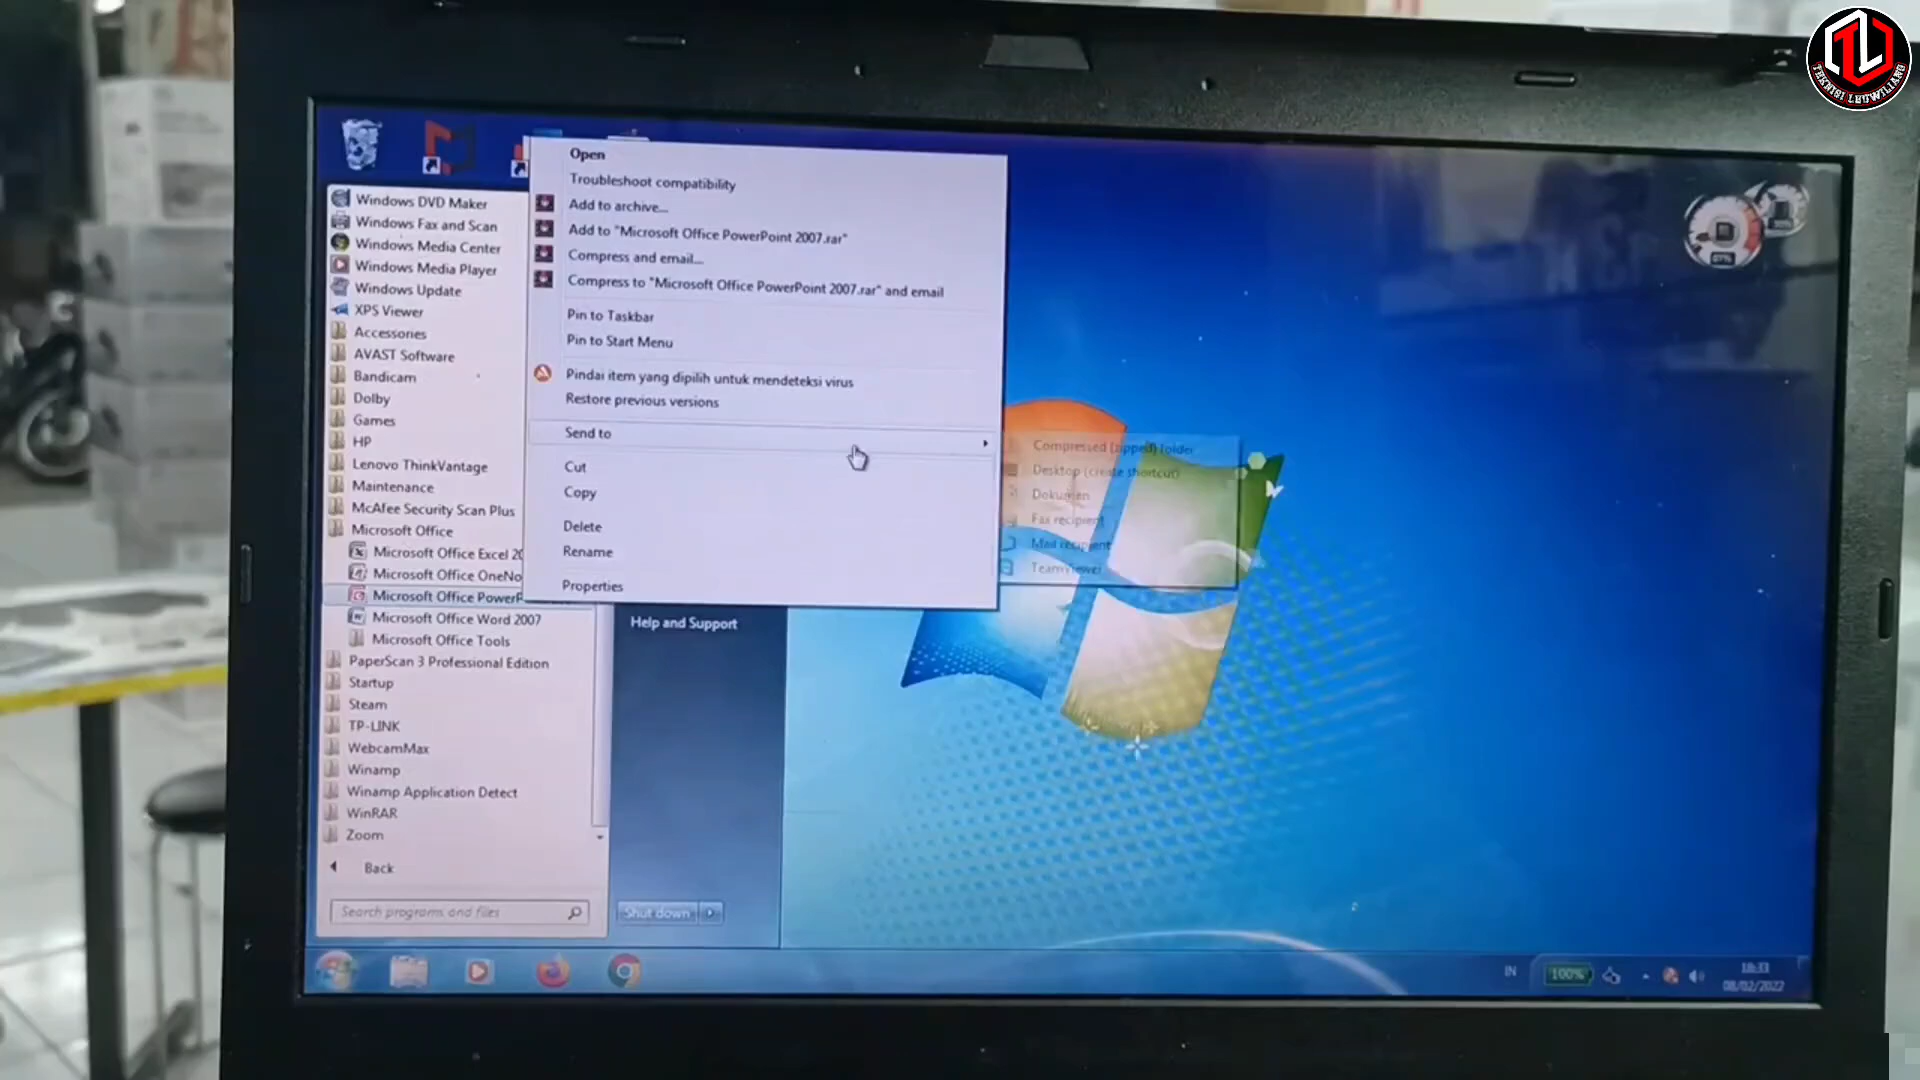 TEKNISI LEUWILIANG
Open
Troubleshoot compatibility
Add to archive...
Add to "Microsoft Office PowerPoint 2007.rar"
Compress and email...
Compress to "Microsoft Office PowerPoint 2007.rar" and email
Pin to Taskbar
Pin to Start Menu
Pindai item yang dipilih untuk mendeteksi virus
Restore previous versions
Send to
Cut
Copy
Delete
Rename
Properties
Compressed (zipped) folder
Desktop (create shortcut)
Dokumen
Fax recipient
Mail recipient
TeamViewer
Windows DVD Maker
Windows Fax and Scan
Windows Media Center
Windows Media Player
Windows Update
XPS Viewer
Accessories
AVAST Software
Bandicam
Dolby
Games
HP
Lenovo ThinkVantage
Maintenance
McAfee Security Scan Plus
Microsoft Office
Microsoft Office Excel 20
Microsoft Office OneNo
Microsoft Office PowerP
Microsoft Office Word 2007
Microsoft Office Tools
PaperScan 3 Professional Edition
Startup
Steam
TP-LINK
WebcamMax
Winamp
Winamp Application Detect
WinRAR
Zoom
Back
Search programs and files
Help and Support
Shut down
IN
100%
18:33
08/02/2022